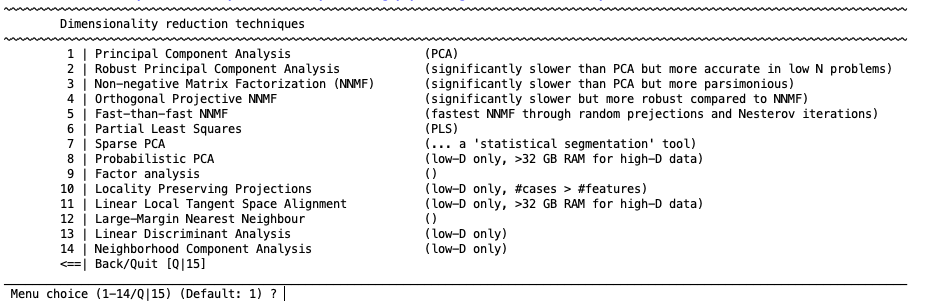 Dimensionality reduction techniques
1 | Principal Component Analysis (PCA)
2 | Robust Principal Component Analysis (significantly slower than PCA but more accurate in low N problems)
3 | Non-negative Matrix Factorization (NNMF) (significantly slower than PCA but more parsimonious)
4 | Orthogonal Projective NNMF (significantly slower but more robust compared to NNMF)
5 | Fast-than-fast NNMF (fastest NNMF through random prejections and Nesterov iterations)
6 | Partial Least Squares (PLS)
7 | Sparse PCA (... a 'statistical segmentation' tool)
8 | Probabilistic PCA (low-D only, >32 GB RAM for high-D data)
9 | Factor analysis ()
10 | Locality Preserving Projections (low-D only, #cases > #features)
11 | Linear Local Tangent Space Alignment (low-D only, >32 GB RAM for high-D data)
12 | Large-Margin Nearest Neighbour ()
13 | Linear Discriminant Analysis (low-D only)
14 | Neighborhood Component Analysis (low-D only)
<==| Back/Quit [Q|15]
Menu choice (1-14/Q|15) (Default: 1) ?